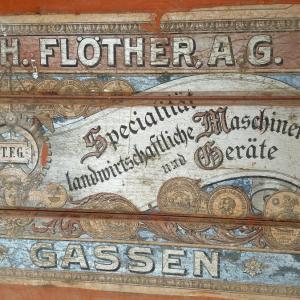 H. FLÖTHER, A.G.
Specialität
landwirtschaftliche Maschinen
und Geräte
T.F.G.
GASSEN